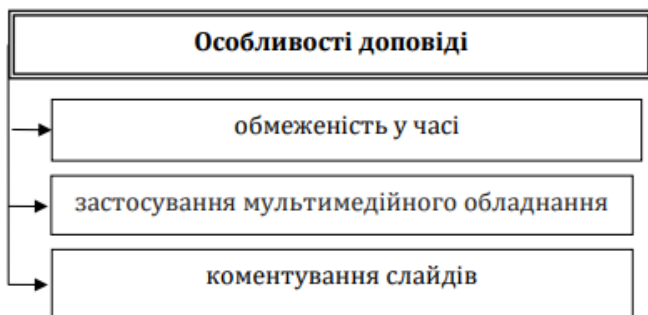 Особливості доповіді
обмеженість у часі
застосування мультимедійного обладнання
коментування слайдів